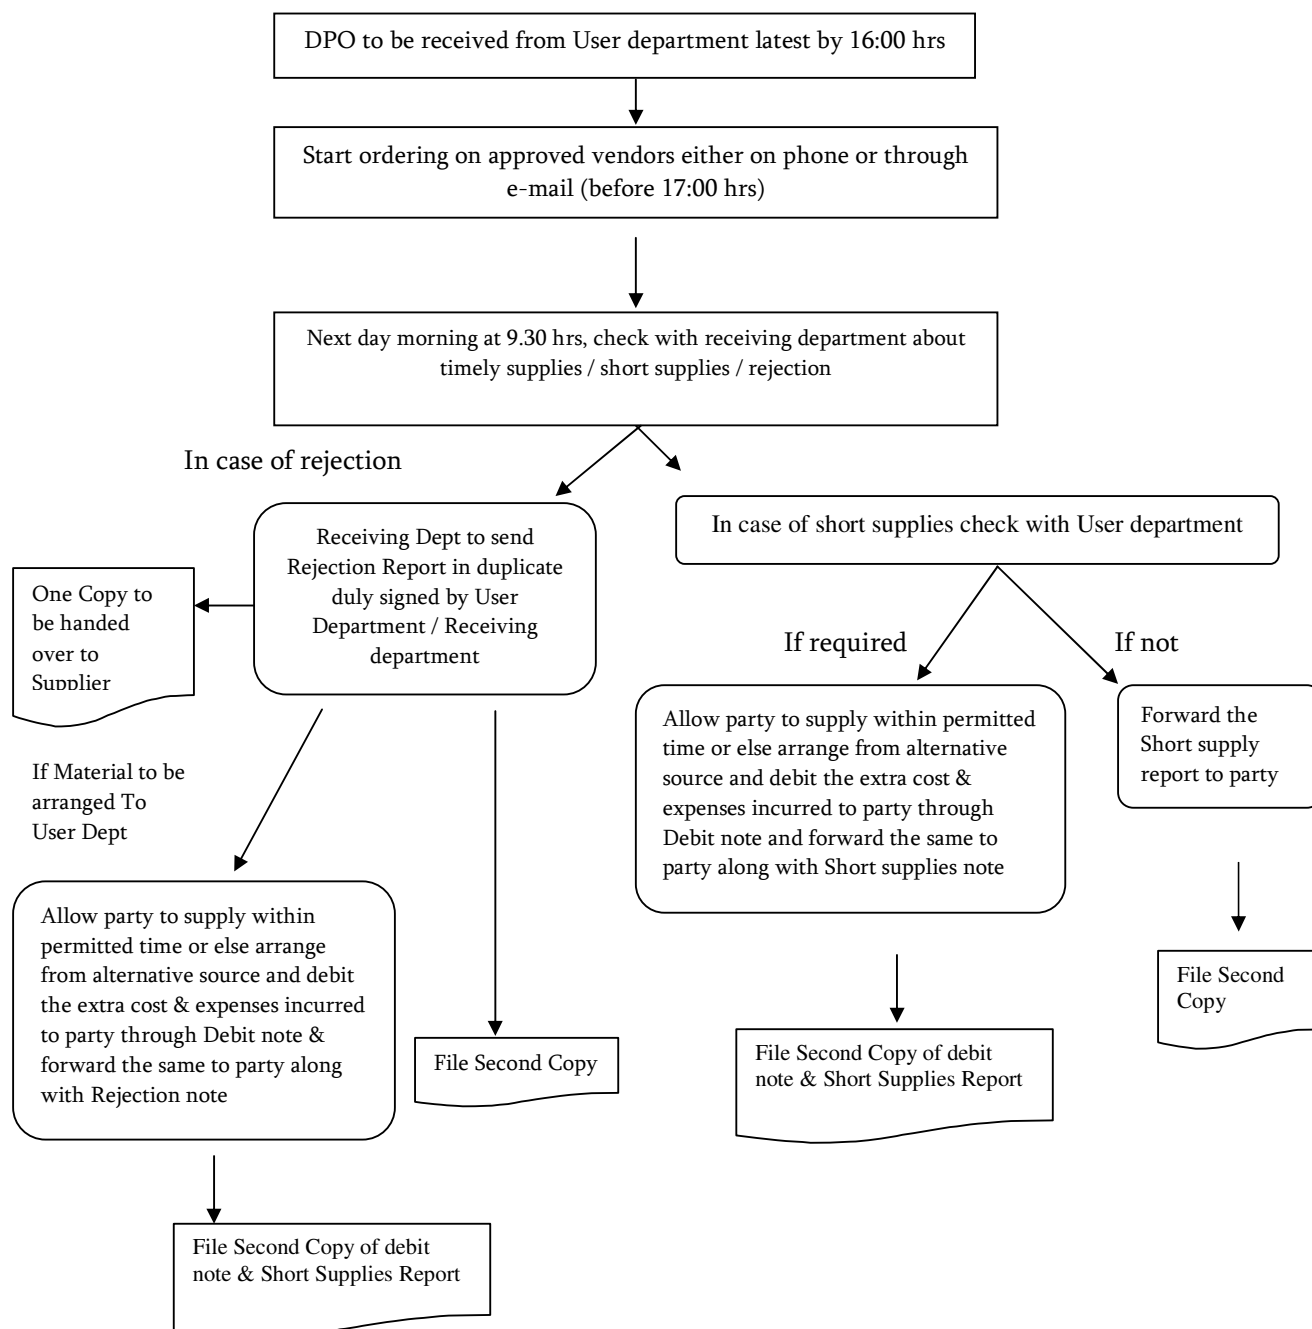 DPO to be received from User department latest by 16:00 hrs
Start ordering on approved vendors either on phone or through
e-mail (before 17:00 hrs)
Next day morning at 9.30 hrs, check with receiving department about
timely supplies / short supplies / rejection
In case of rejection
Receiving Dept to send
Rejection Report in duplicate
duly signed by User
Department / Receiving
department
In case of short supplies check with User department
One Copy to
be handed
over to
Supplier
If required
If not
Allow party to supply within permitted
time or else arrange from alternative
source and debit the extra cost &
expenses incurred to party through
Debit note and forward the same to
party along with Short supplies note
Forward the
Short supply
report to party
If Material to be
arranged To
User Dept
Allow party to supply within
permitted time or else arrange
from alternative source and debit
the extra cost & expenses incurred
to party through Debit note &
forward the same to party along
with Rejection note
File Second Copy
File Second Copy of debit
note & Short Supplies Report
File Second
Copy
File Second Copy of debit
note & Short Supplies Report